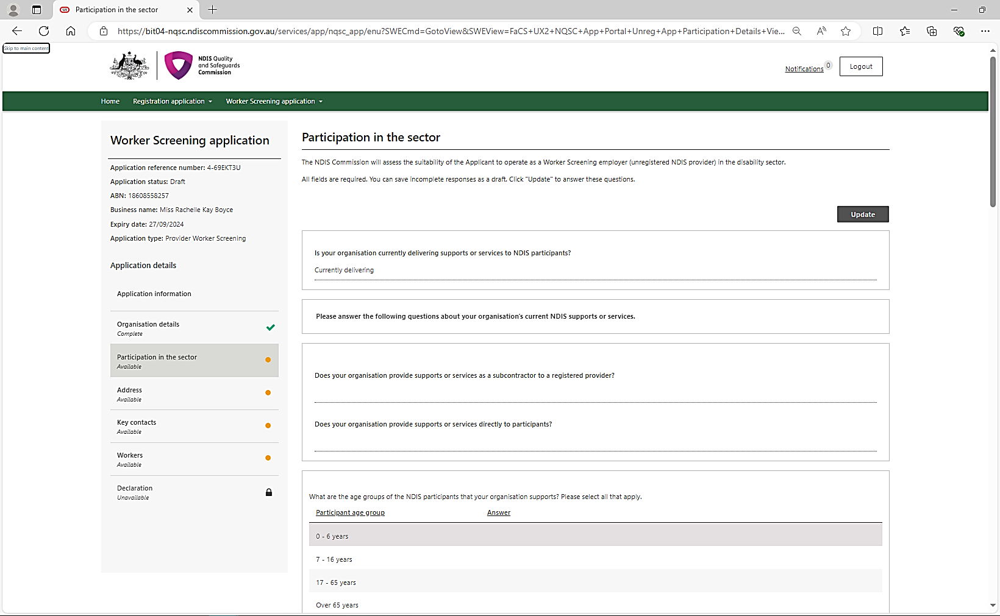 Participation in the sector
https://bit04-nqsc.ndiscommission.gov.au/services/app/nqsc_app/enu?SWECmd=GotoView&SWEView=FaCS+UX2+NQSC+App+Portal+Unreg+App+Participation+Details+Vie...
Skip to main content
NDIS Quality
and Safeguards
Commission
Notifications 0
Logout
Home Registration application Worker Screening application
Worker Screening application
Application reference number: 4-69EKT3U
Application status: Draft
ABN: 18608558257
Business name: Miss Rachelle Kay Boyce
Expiry date: 27/09/2024
Application type: Provider Worker Screening
Application details
Application information
Organisation details
Complete
Participation in the sector
Available
Address
Available
Key contacts
Available
Workers
Available
Declaration
Unavailable
Participation in the sector
The NDIS Commission will assess the suitability of the Applicant to operate as a Worker Screening employer (unregistered NDIS provider) in the disability sector.
All fields are required. You can save incomplete responses as a draft. Click "Update" to answer these questions.
Update
Is your organisation currently delivering supports or services to NDIS participants?
Currently delivering
Please answer the following questions about your organisation's current NDIS supports or services.
Does your organisation provide supports or services as a subcontractor to a registered provider?
Does your organisation provide supports or services directly to participants?
What are the age groups of the NDIS participants that your organisation supports? Please select all that apply.
Participant age group Answer
0 - 6 years
7 - 16 years
17 - 65 years
Over 65 years